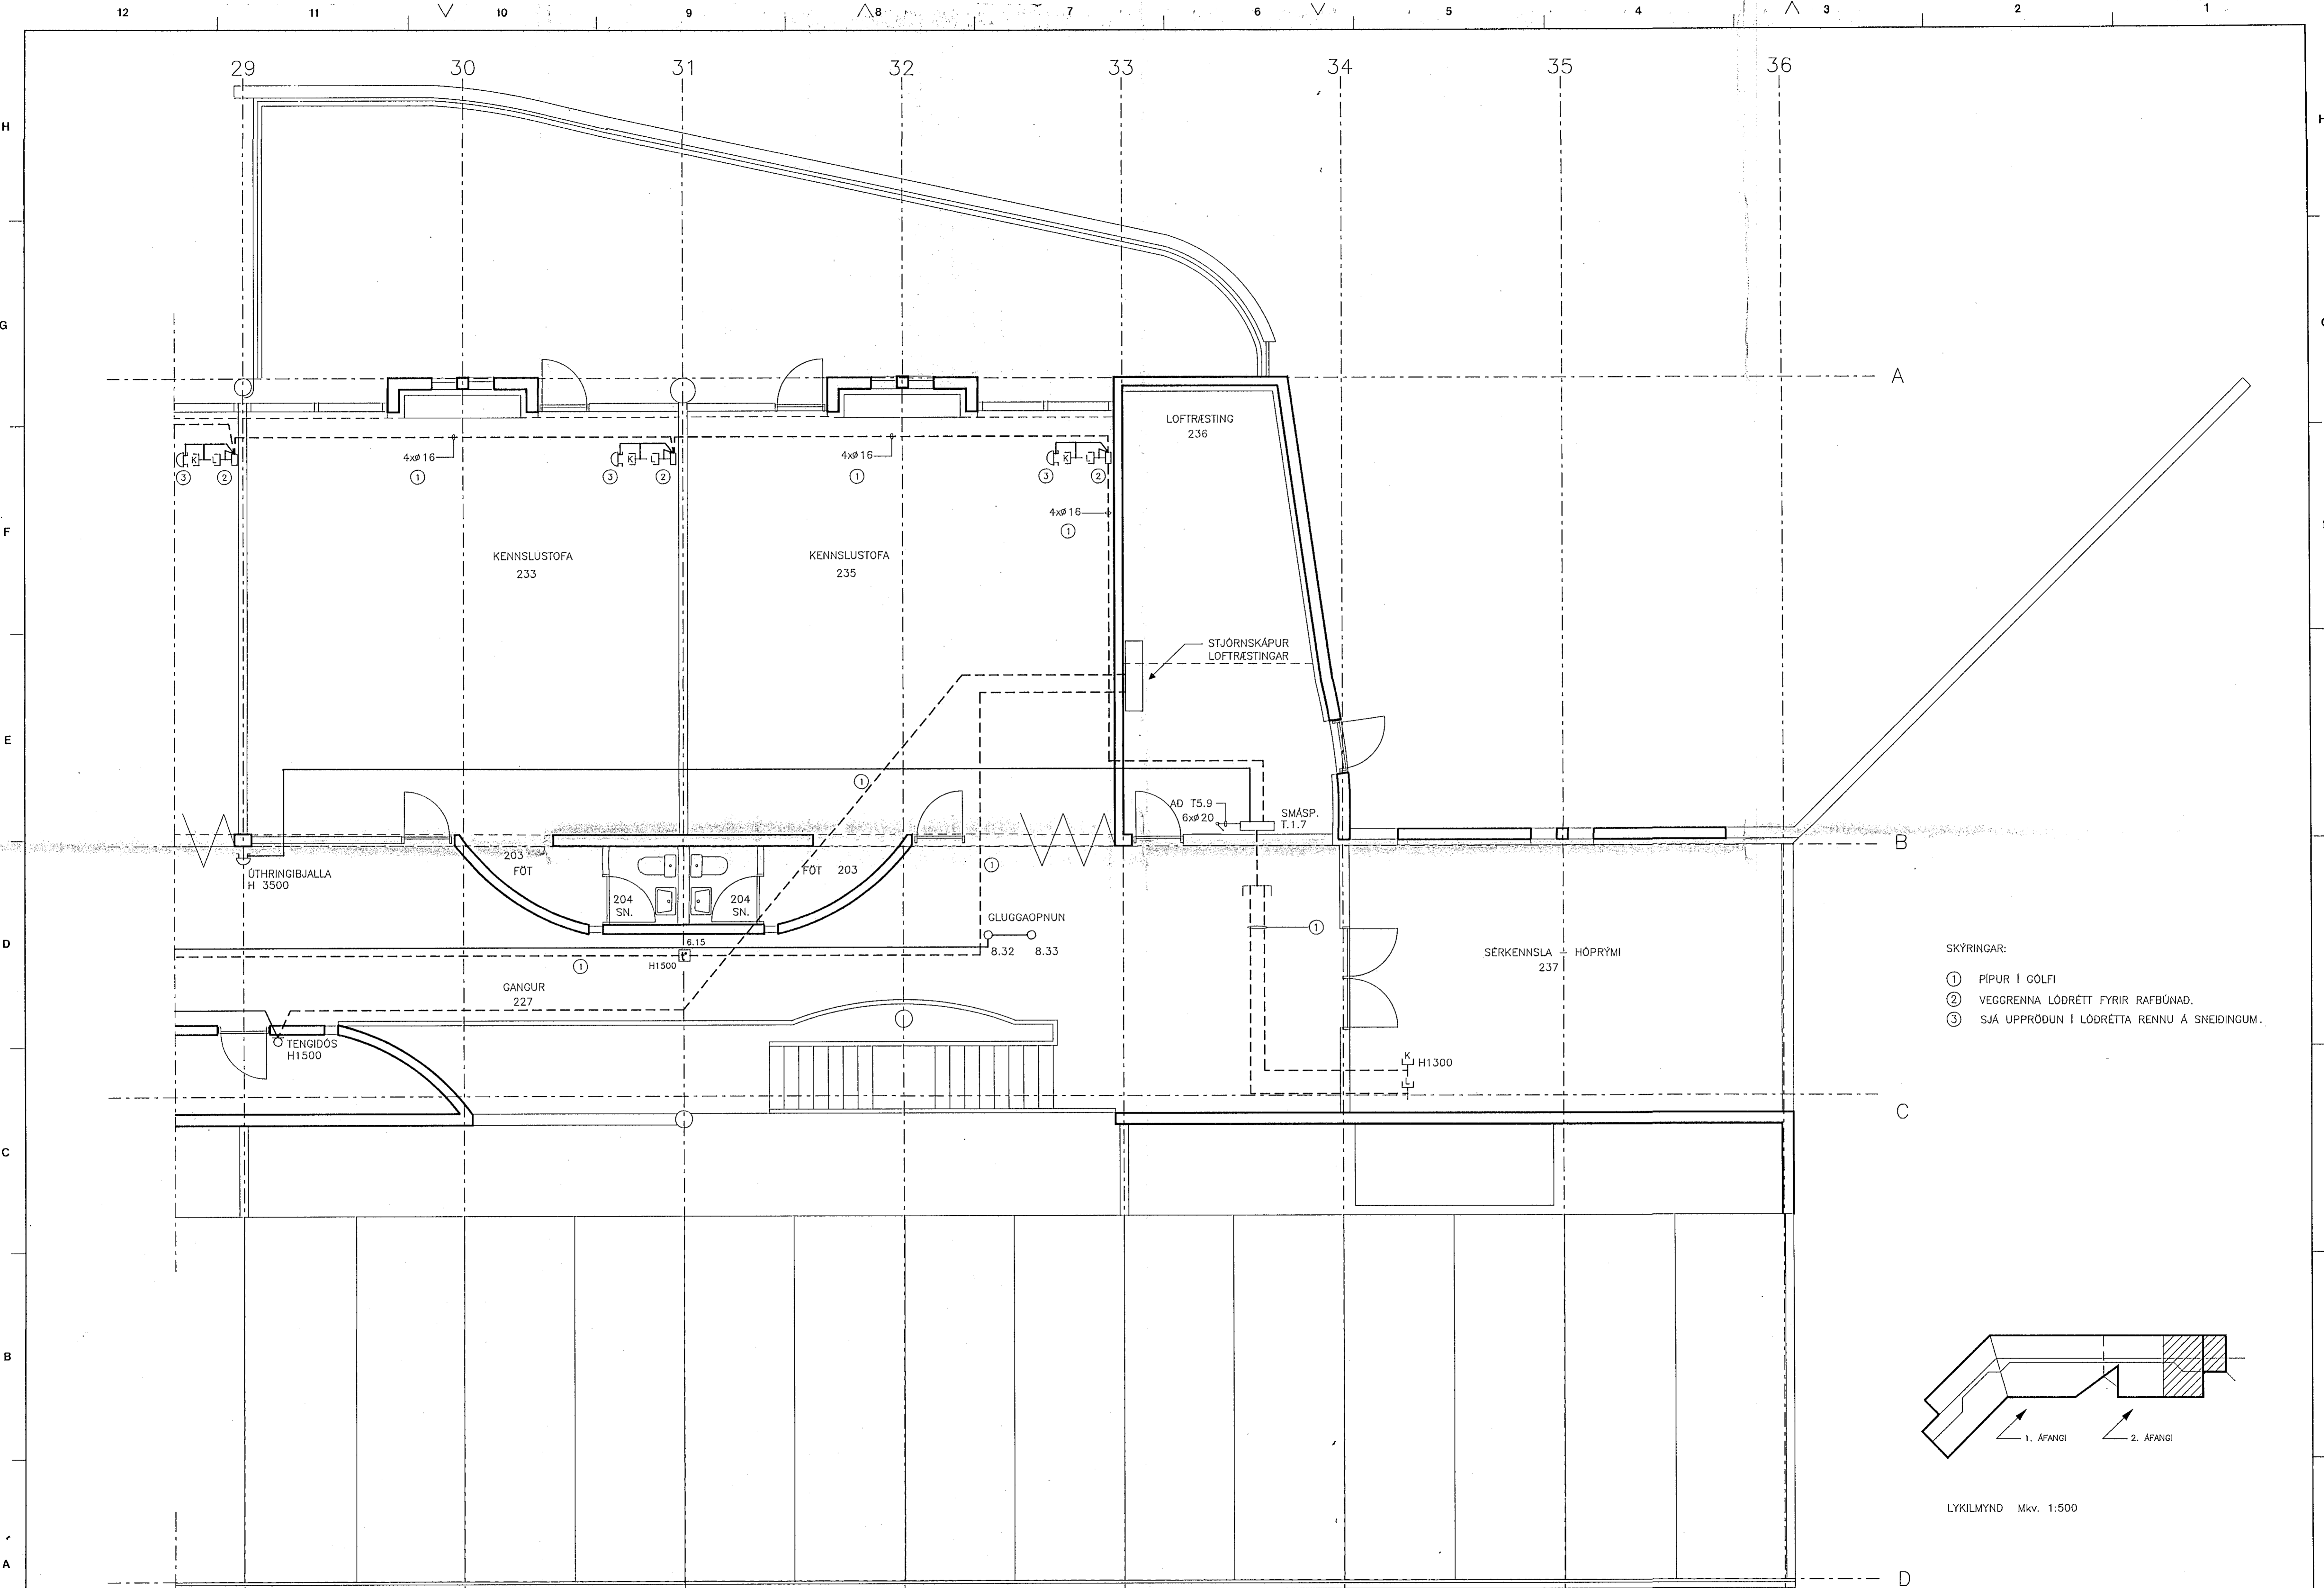 12 11 10 9 8 7 6 5 4 3 2 1
29 30 31 32 33 34 35 36
H
H
G
A
LOFTRÆSTING
236
4xø16
4xø16
K L
K L
K L
3 2 1 3 2 1 3 2
4xø16
1
F
KENNSLUSTOFA
233
KENNSLUSTOFA
235
STJÓRNSKÁPUR
LOFTRÆSTINGAR
E
1
AÐ T5.9
6xø20
SMÁSP.
T.1.7
B
203
FÖT
FÖT 203
1
ÚTHRINGIBJALLA
H 3500
204
SN.
204
SN.
GLUGGAOPNUN
8.32 8.33
1
6.15
H1500
1
D
SÉRKENNSLA - HÓPRÝMI
237
GANGUR
227
TENGIDÓS
H1500
K
H1300
L
C
C
SKÝRINGAR:
1 PÍPUR Í GÓLFI
2 VEGGRENNA LÓÐRÉTT FYRIR RAFBÚNAÐ.
3 SJÁ UPPRÖÐUN Í LÓÐRÉTTA RENNU Á SNEIÐINGUM.
B
1. ÁFANGI
2. ÁFANGI
LYKILMYND Mkv. 1:500
A
D